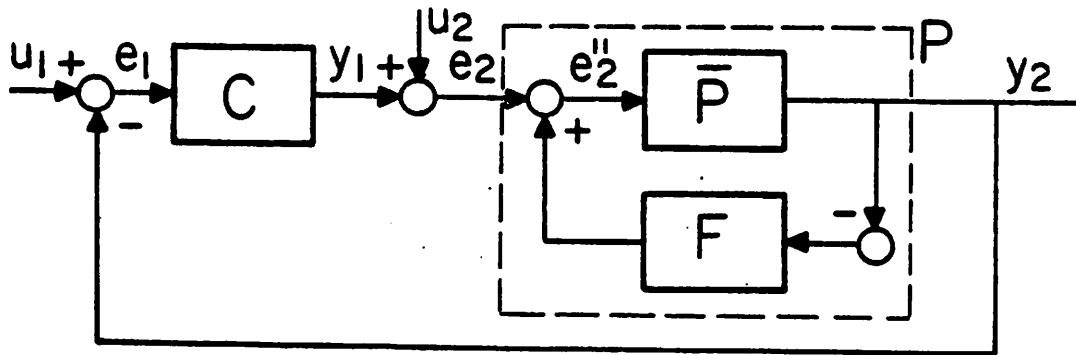 u₁ + e₁ C y₁ + u₂ e₂ e₂'' P̄ P y₂
- +
F -